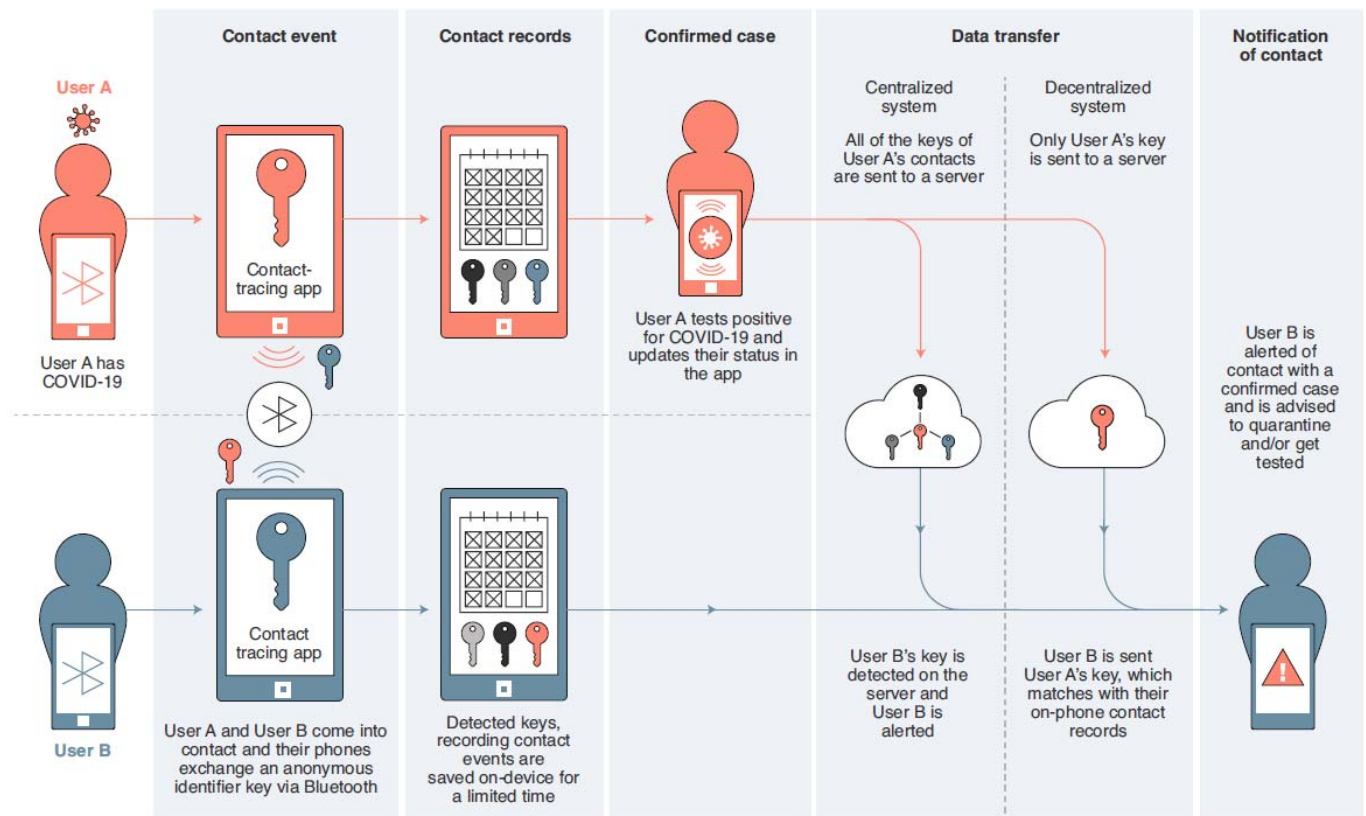 Contact event
Contact records
Confirmed case
Data transfer
Notification
of contact
User A
Centralized
system
All of the keys of
User A's contacts
are sent to a server
Decentralized
system
Only User A's key
is sent to a server
Contact-
tracing app
User A has
COVID-19
User A tests positive
for COVID-19 and
updates their status in
the app
User B is
alerted of
contact with a
confirmed case
and is advised
to quarantine
and/or get
tested
Contact
tracing app
User B
User A and User B come into
contact and their phones
exchange an anonymous
identifier key via Bluetooth
Detected keys,
recording contact
events are
saved on-device for
a limited time
User B's key is
detected on the
server and
User B is
alerted
User B is sent
User A's key, which
matches with their
on-phone contact
records
!